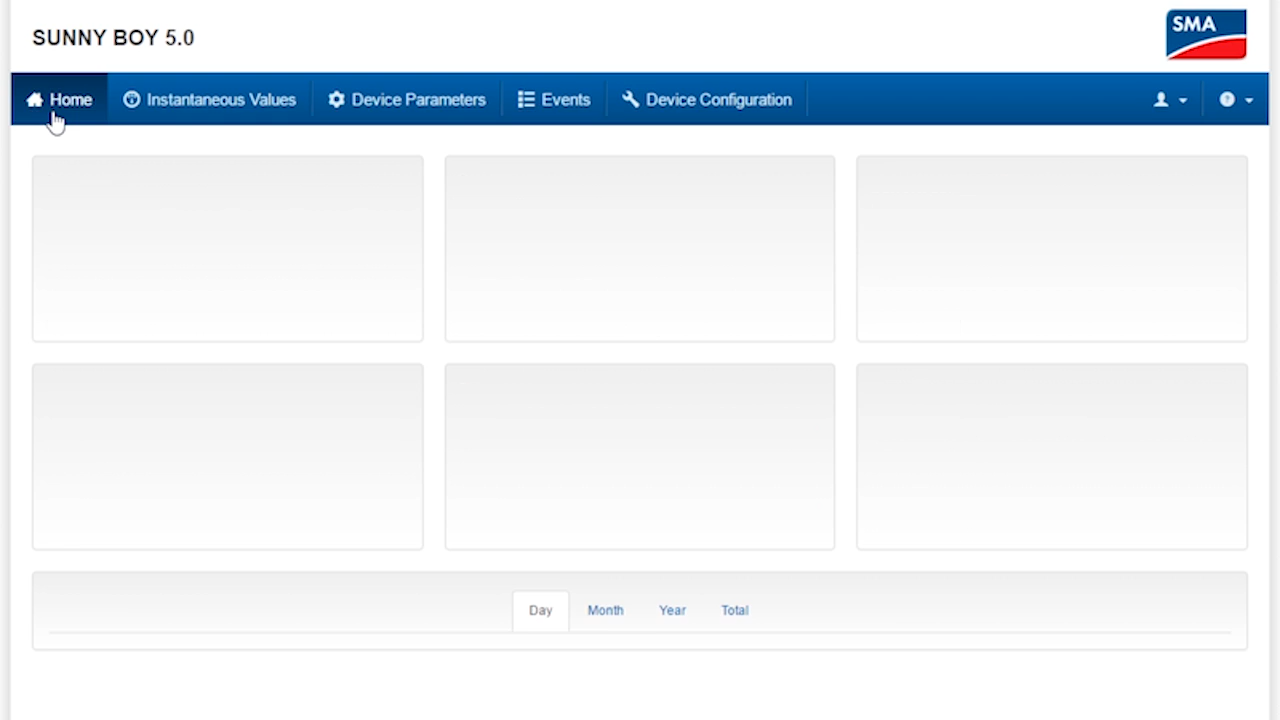 SUNNY BOY 5.0
SMA
Home Instantaneous Values Device Parameters Events Device Configuration
Day Month Year Total